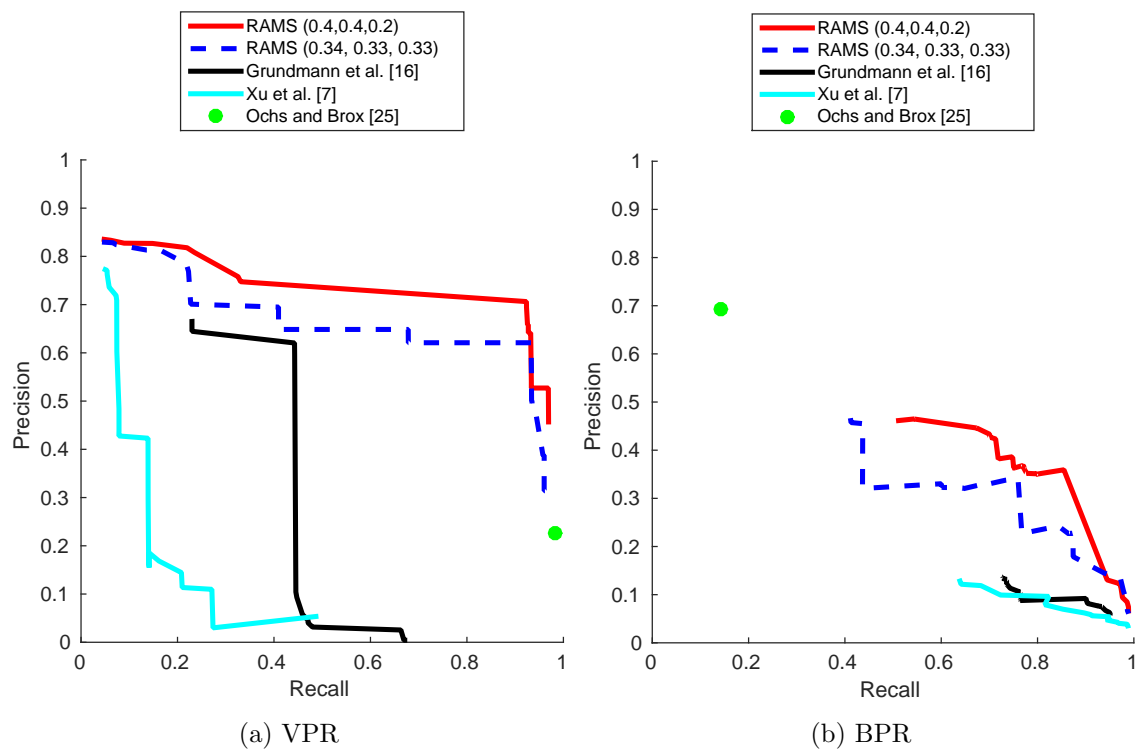 RAMS (0.4,0.4,0.2)
RAMS (0.34, 0.33, 0.33)
Grundmann et al. [16]
Xu et al. [7]
Ochs and Brox [25]
1
0.9
0.8
0.7
0.6
0.5
0.4
0.3
0.2
0.1
0
Precision
0 0.2 0.4 0.6 0.8 1
Recall
(a) VPR
RAMS (0.4,0.4,0.2)
RAMS (0.34, 0.33, 0.33)
Grundmann et al. [16]
Xu et al. [7]
Ochs and Brox [25]
1
0.9
0.8
0.7
0.6
0.5
0.4
0.3
0.2
0.1
0
Precision
0 0.2 0.4 0.6 0.8 1
Recall
(b) BPR